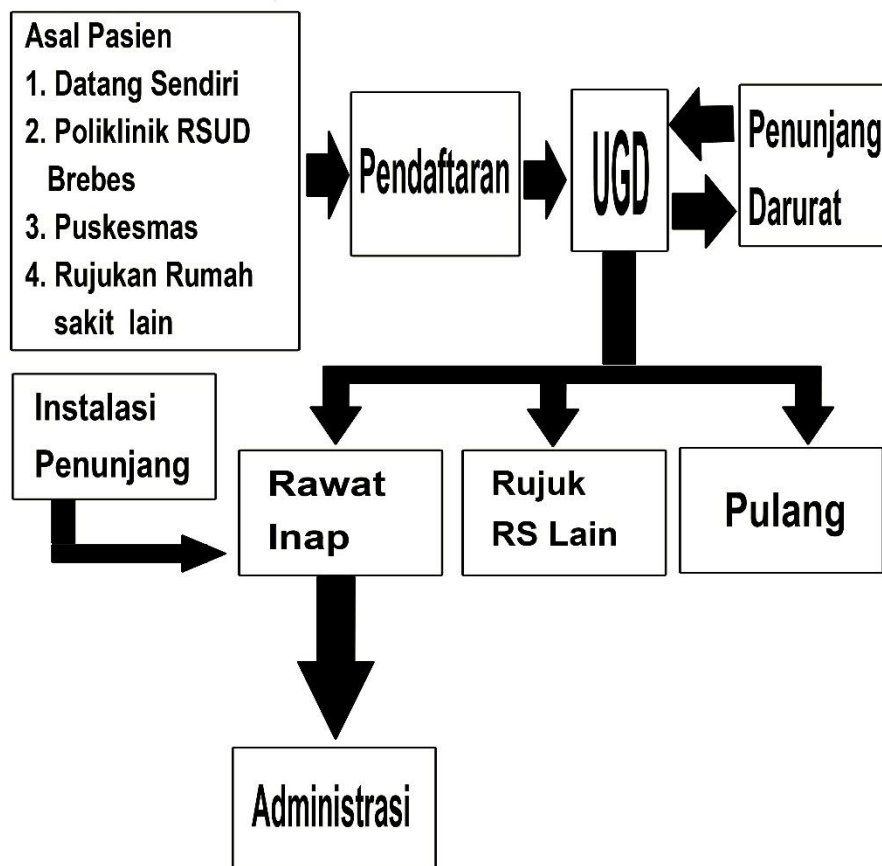 Asal Pasien
1. Datang Sendiri
2. Poliklinik RSUD
Brebes
3. Puskesmas
4. Rujukan Rumah
sakit lain
Pendaftaran
UGD
Penunjang
Darurat
Instalasi
Penunjang
Rawat
Inap
Rujuk
RS Lain
Pulang
Administrasi